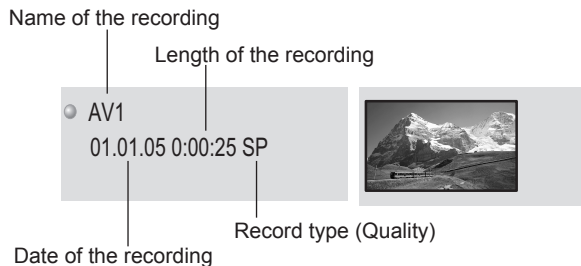 Name of the recording
Length of the recording
AV1
01.01.05 0:00:25 SP
Record type (Quality)
Date of the recording